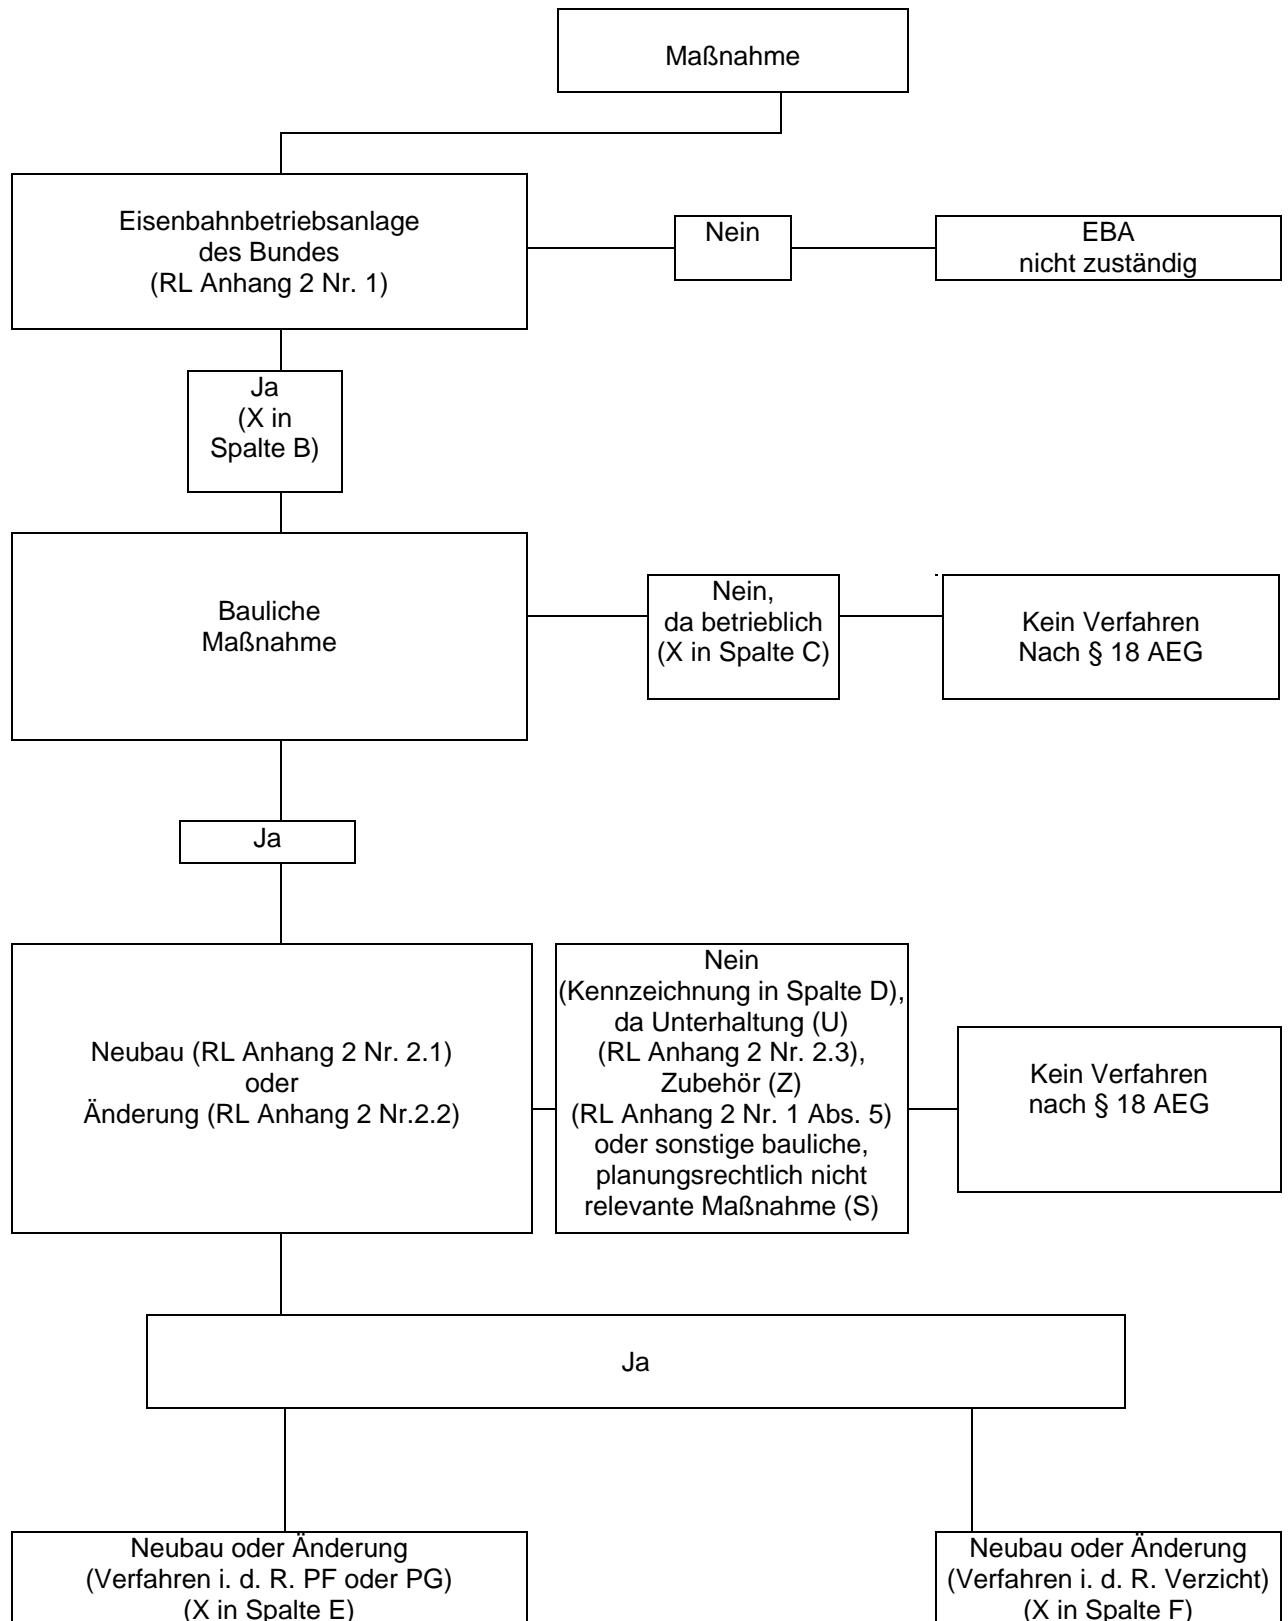 Maßnahme
Eisenbahnbetriebsanlage
des Bundes
(RL Anhang 2 Nr. 1)
Nein
EBA
nicht zuständig
Ja
(X in
Spalte B)
Bauliche
Maßnahme
Nein,
da betrieblich
(X in Spalte C)
Kein Verfahren
Nach § 18 AEG
Ja
Neubau (RL Anhang 2 Nr. 2.1)
oder
Änderung (RL Anhang 2 Nr.2.2)
Nein
(Kennzeichnung in Spalte D),
da Unterhaltung (U)
(RL Anhang 2 Nr. 2.3),
Zubehör (Z)
(RL Anhang 2 Nr. 1 Abs. 5)
oder sonstige bauliche,
planungsrechtlich nicht
relevante Maßnahme (S)
Kein Verfahren
nach § 18 AEG
Ja
Neubau oder Änderung
(Verfahren i. d. R. PF oder PG)
(X in Spalte E)
Neubau oder Änderung
(Verfahren i. d. R. Verzicht)
(X in Spalte F)